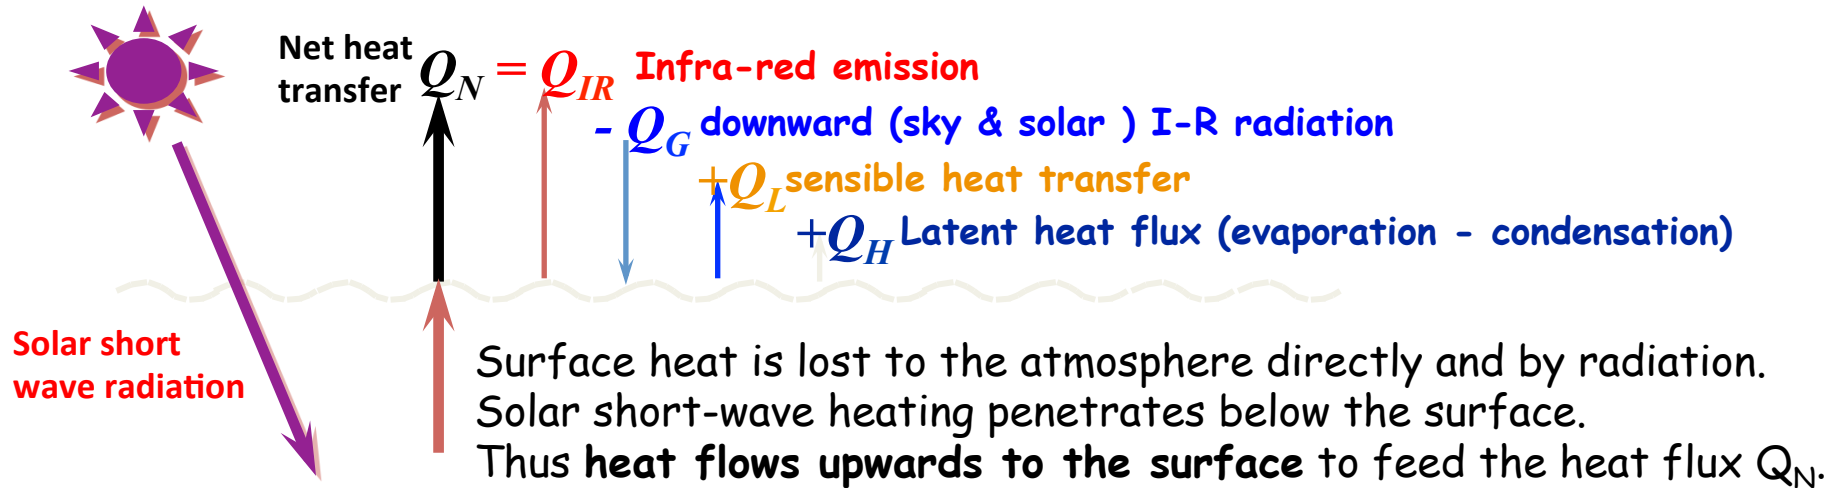 Net heat
transfer
Q_N = Q_IR Infra-red emission
- Q_G downward (sky & solar ) I-R radiation
+Q_L sensible heat transfer
+Q_H Latent heat flux (evaporation - condensation)
Solar short
wave radiation
Surface heat is lost to the atmosphere directly and by radiation.
Solar short-wave heating penetrates below the surface.
Thus heat flows upwards to the surface to feed the heat flux Q_N.